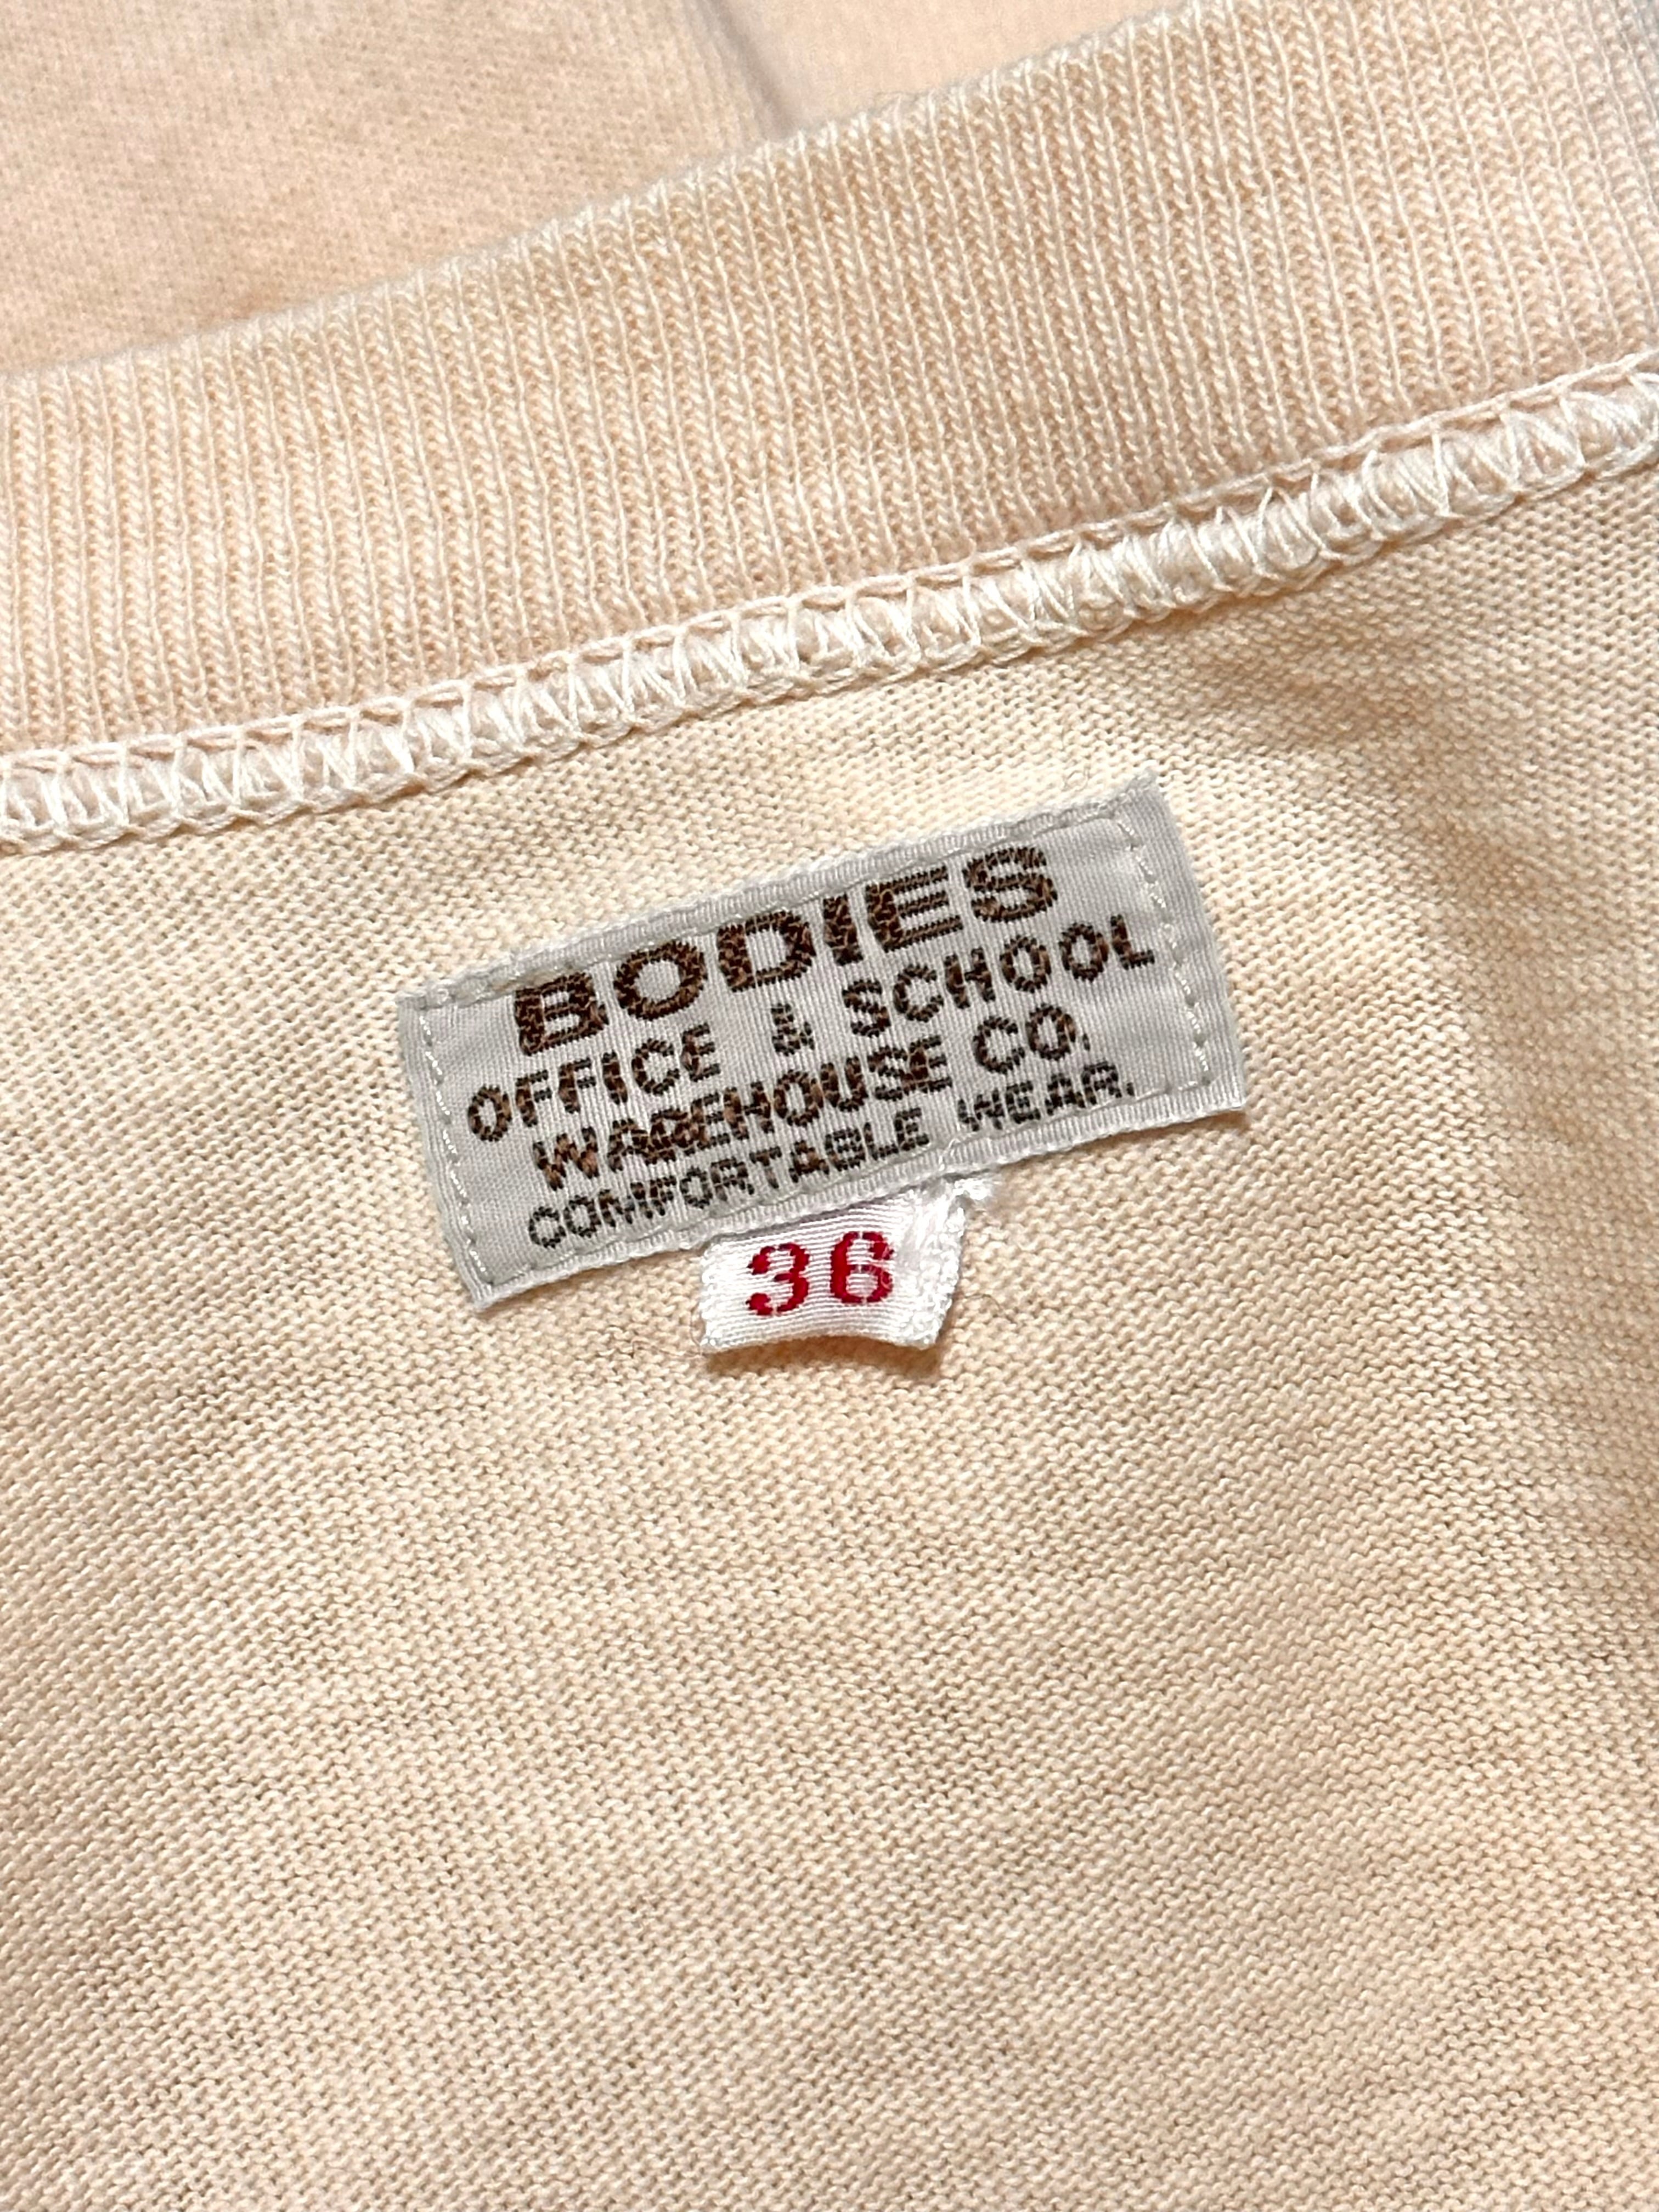 BODIES
OFFICE & SCHOOL
WAREHOUSE CO.
COMFORTABLE WEAR.
36